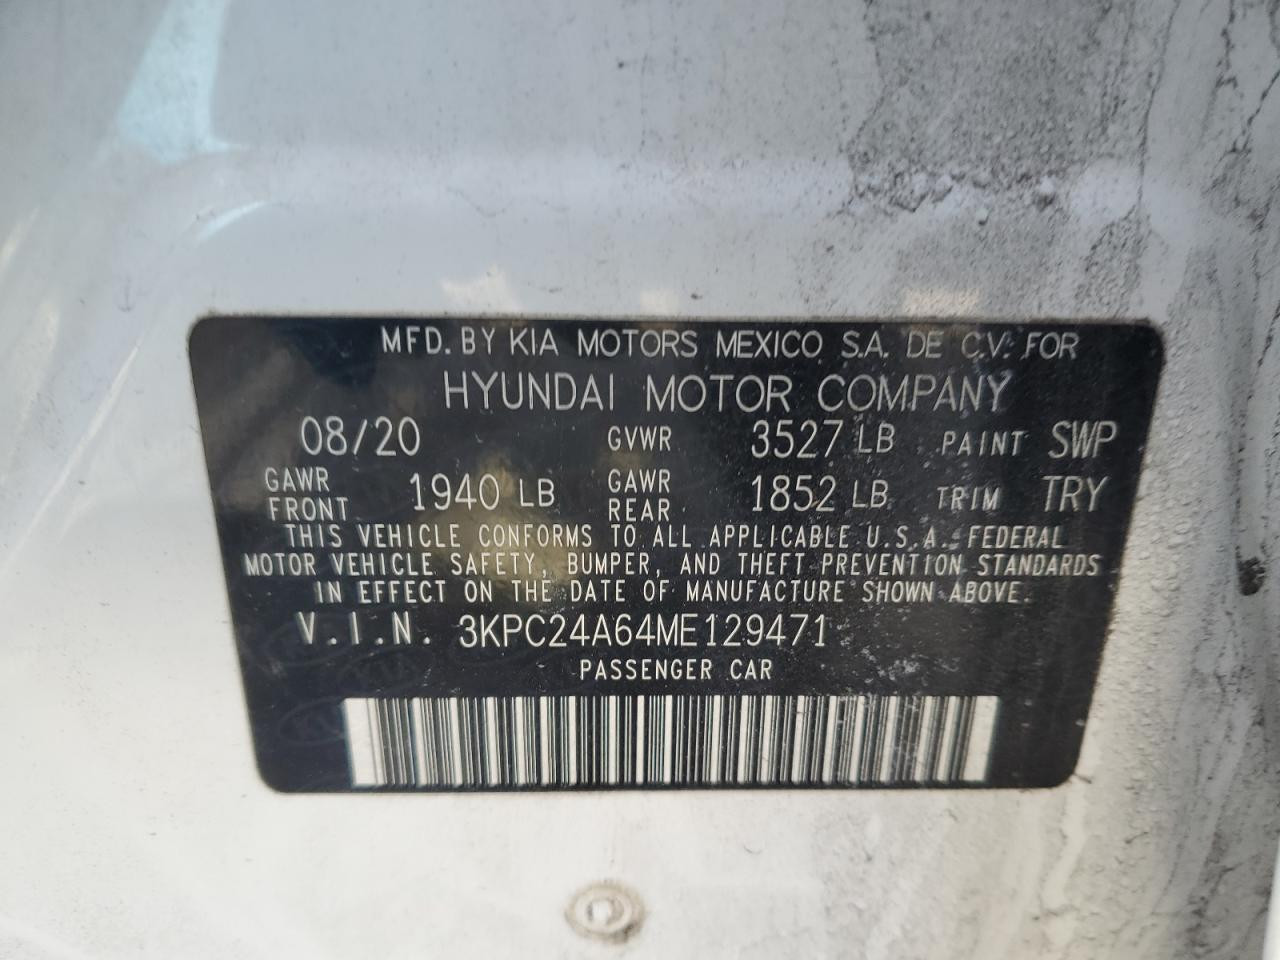 MFD. BY KIA MOTORS MEXICO S.A. DE C.V. FOR
HYUNDAI MOTOR COMPANY
08/20 GVWR 3527 LB PAINT SWP
GAWR FRONT 1940 LB GAWR REAR 1852 LB TRIM TRY
THIS VEHICLE CONFORMS TO ALL APPLICABLE U.S.A. FEDERAL
MOTOR VEHICLE SAFETY, BUMPER, AND THEFT PREVENTION STANDARDS
IN EFFECT ON THE DATE OF MANUFACTURE SHOWN ABOVE.
V.I.N. 3KPC24A64ME129471
PASSENGER CAR